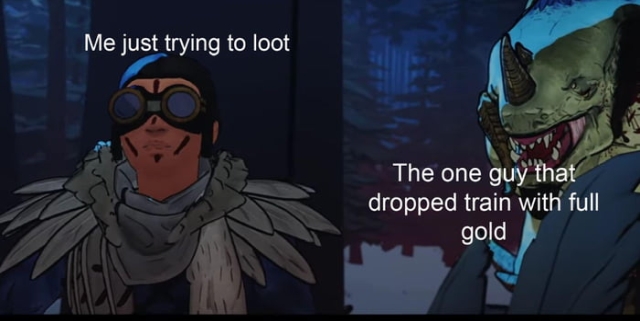 Me just trying to loot
The one guy that
dropped train with full
gold